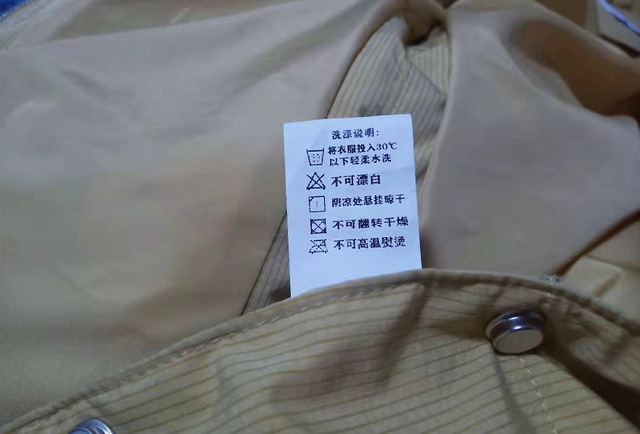 洗涤说明:
将衣服投入30℃
以下轻柔水洗
不可漂白
阴凉处悬挂晾干
不可翻转干燥
不可高温熨烫